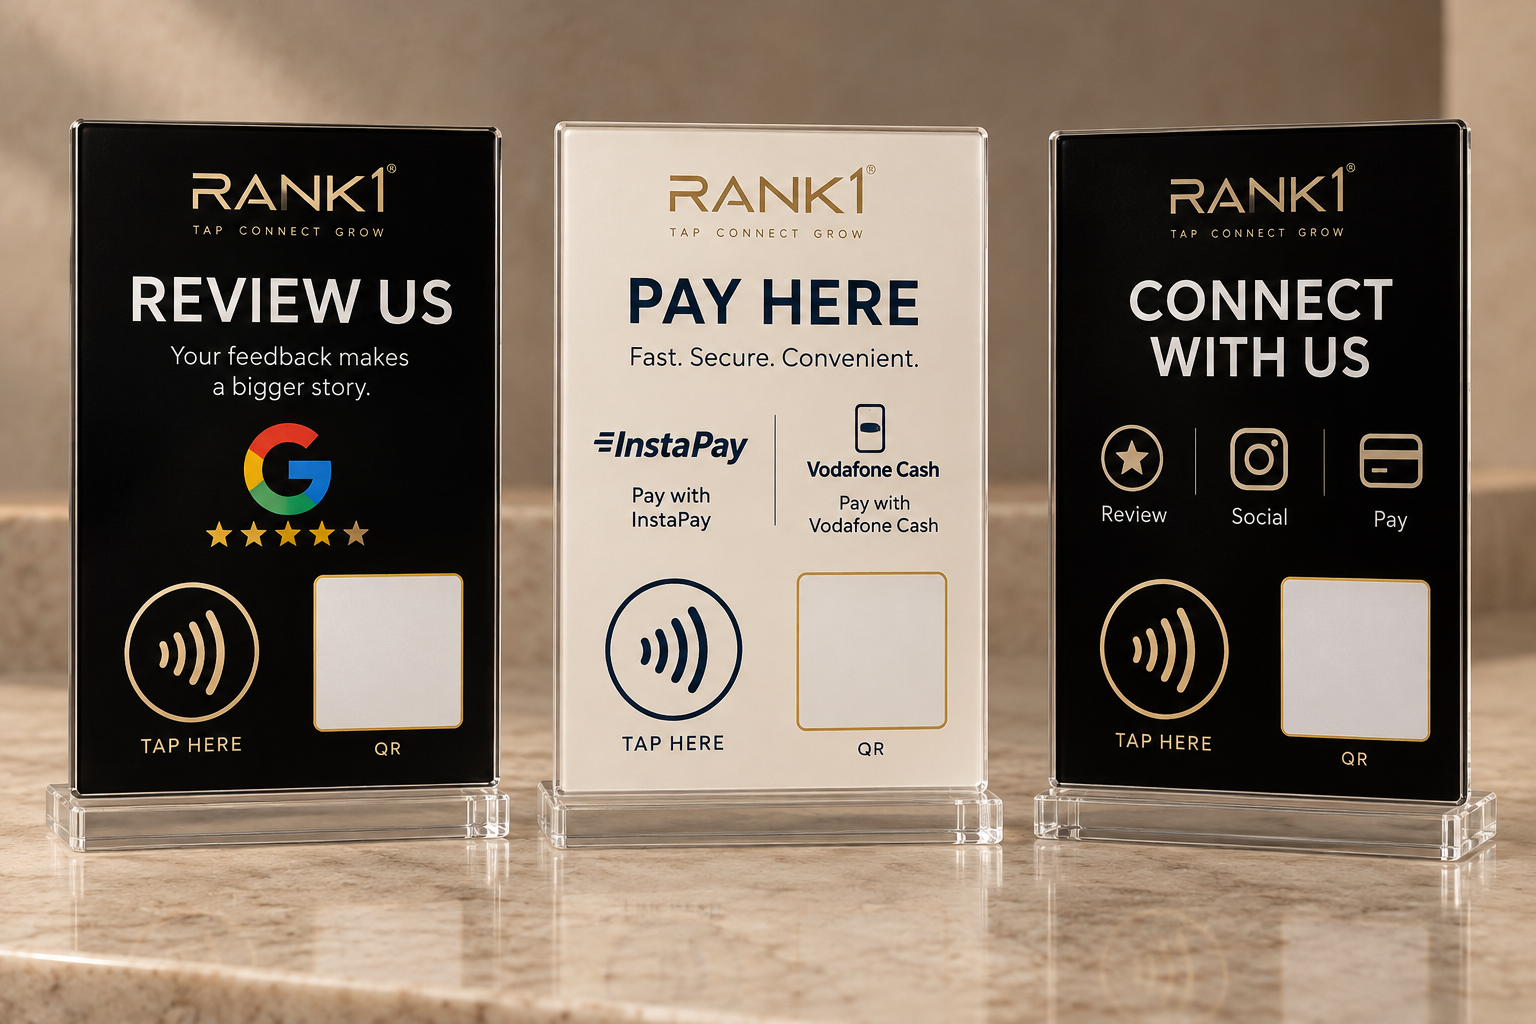 RANK1®
TAP CONNECT GROW
REVIEW US
Your feedback makes
a bigger story.
G
TAP HERE
QR
RANK1®
TAP CONNECT GROW
PAY HERE
Fast. Secure. Convenient.
InstaPay
Pay with
InstaPay
Vodafone Cash
Pay with
Vodafone Cash
TAP HERE
QR
RANK1®
TAP CONNECT GROW
CONNECT
WITH US
Review
Social
Pay
TAP HERE
QR